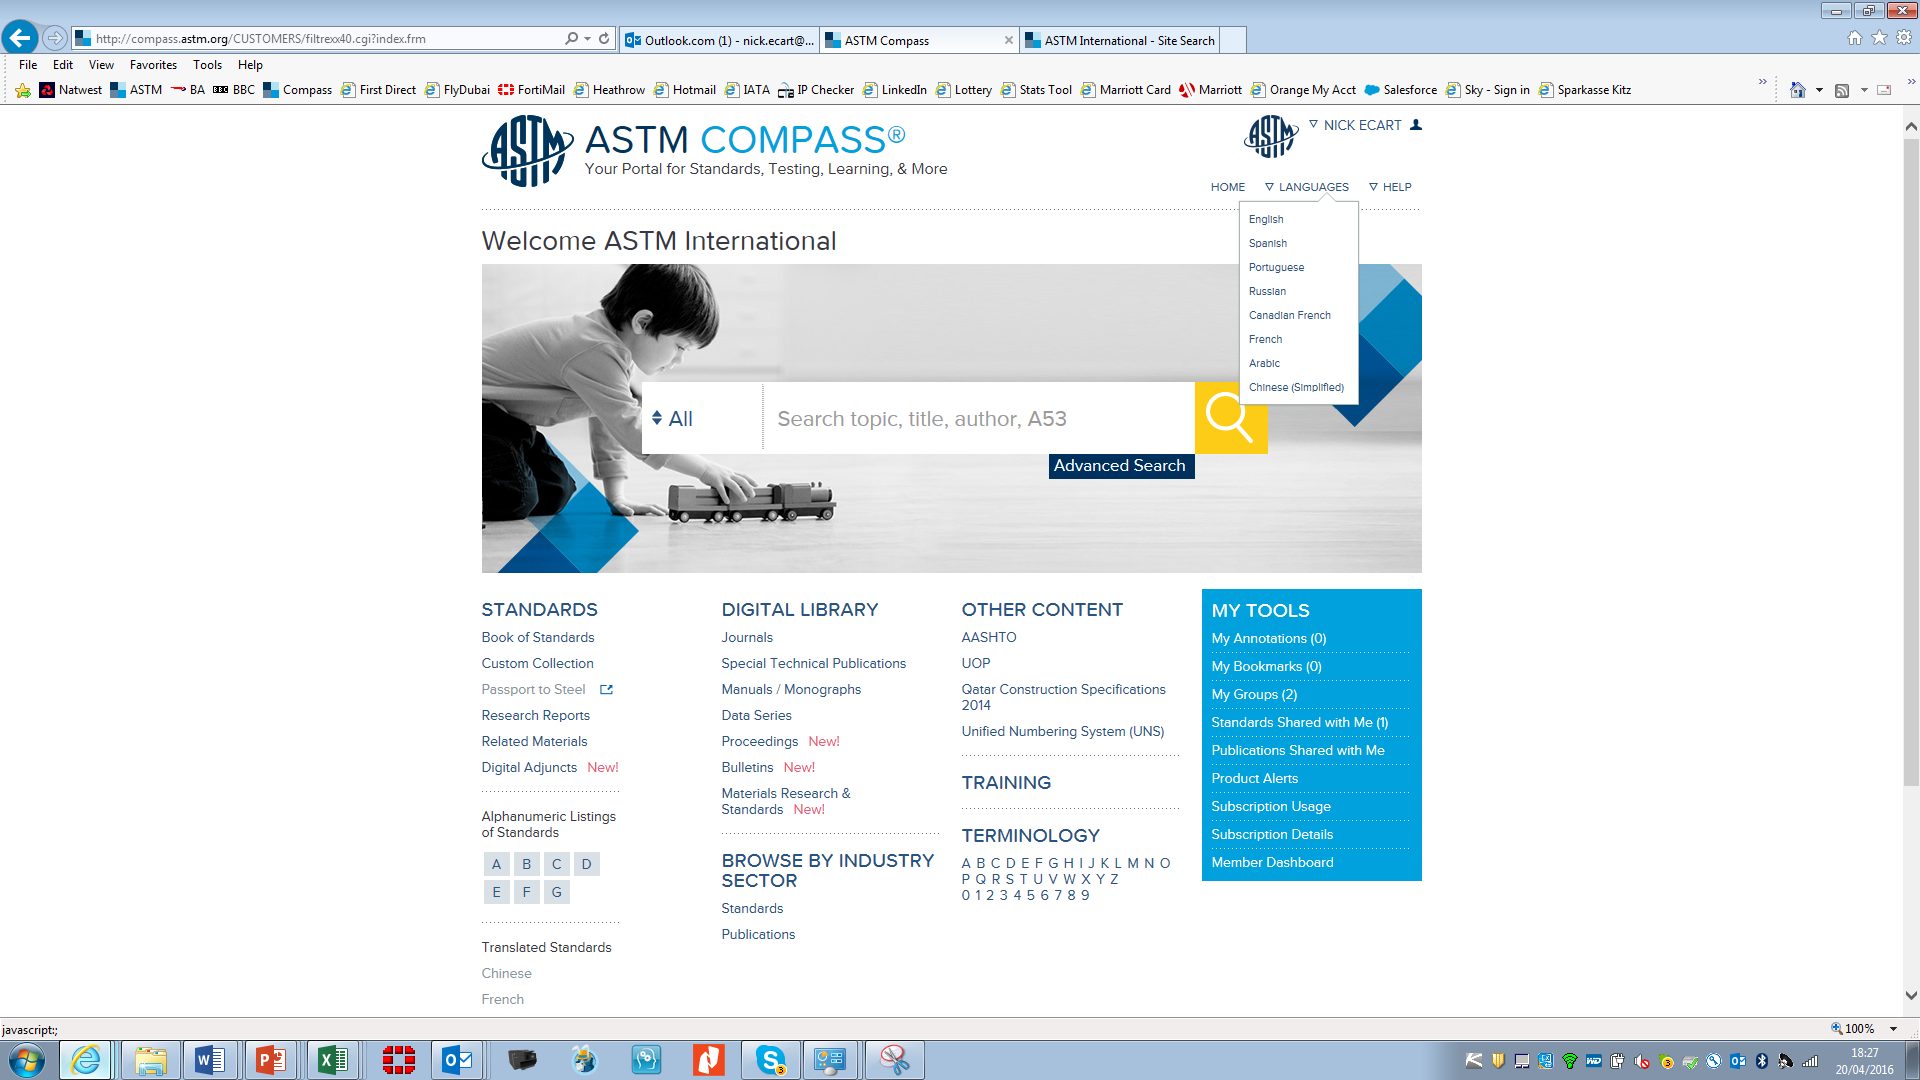 http://compass.astm.org/CUSTOMERS/filtrexx40.cgi?index.frm
Outlook.com (1) - nick.ecart@...
ASTM Compass
ASTM International - Site Search
File Edit View Favorites Tools Help
Natwest ASTM BA BBC Compass First Direct FlyDubai FortiMail Heathrow Hotmail IATA IP Checker LinkedIn Lottery Stats Tool Marriott Card Marriott Orange My Acct Salesforce Sky - Sign in Sparkasse Kitz
ASTM
ASTM COMPASS®
Your Portal for Standards, Testing, Learning, & More
ASTM
NICK ECART
HOME LANGUAGES HELP
English
Spanish
Portuguese
Russian
Canadian French
French
Arabic
Chinese (Simplified)
Welcome ASTM International
All
Search topic, title, author, A53
Advanced Search
STANDARDS
Book of Standards
Custom Collection
Passport to Steel
Research Reports
Related Materials
Digital Adjuncts New!
Alphanumeric Listings
of Standards
A B C D
E F G
Translated Standards
Chinese
French
DIGITAL LIBRARY
Journals
Special Technical Publications
Manuals / Monographs
Data Series
Proceedings New!
Bulletins New!
Materials Research &
Standards New!
BROWSE BY INDUSTRY
SECTOR
Standards
Publications
OTHER CONTENT
AASHTO
UOP
Qatar Construction Specifications
2014
Unified Numbering System (UNS)
TRAINING
TERMINOLOGY
A B C D E F G H I J K L M N O
P Q R S T U V W X Y Z
0 1 2 3 4 5 6 7 8 9
MY TOOLS
My Annotations (0)
My Bookmarks (0)
My Groups (2)
Standards Shared with Me (1)
Publications Shared with Me
Product Alerts
Subscription Usage
Subscription Details
Member Dashboard
javascript:;
100%
18:27
20/04/2016